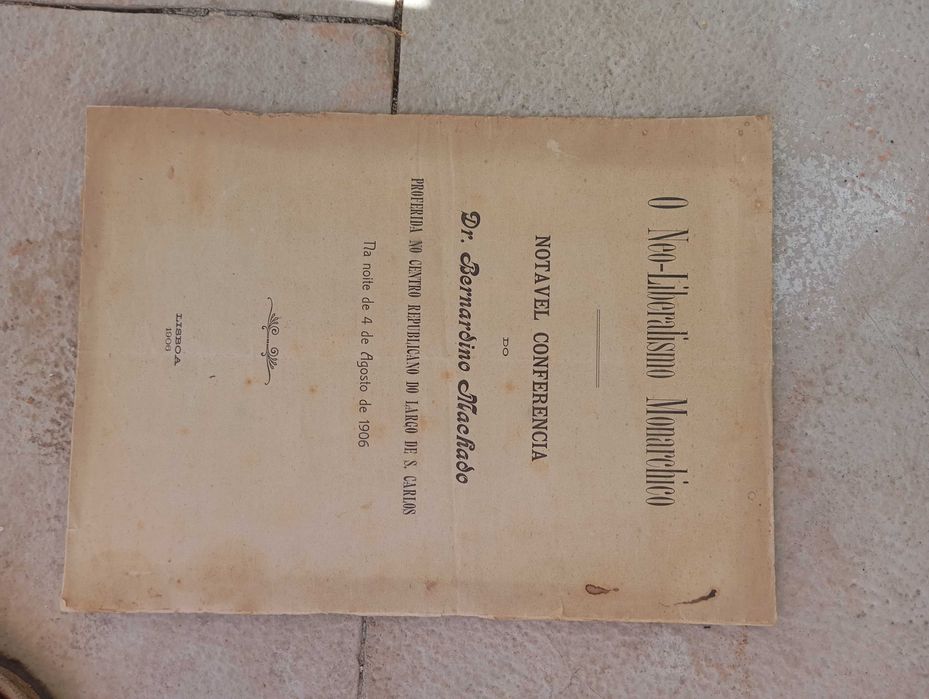 O Neo-Liberalismo Monarchico
NOTAVEL CONFERENCIA
DO
Dr. Bernardino Machado
PROFERIDA NO CENTRO REPUBLICANO DO LARGO DE S. CARLOS
Na noite de 4 de Agosto de 1906
LISBOA
1906